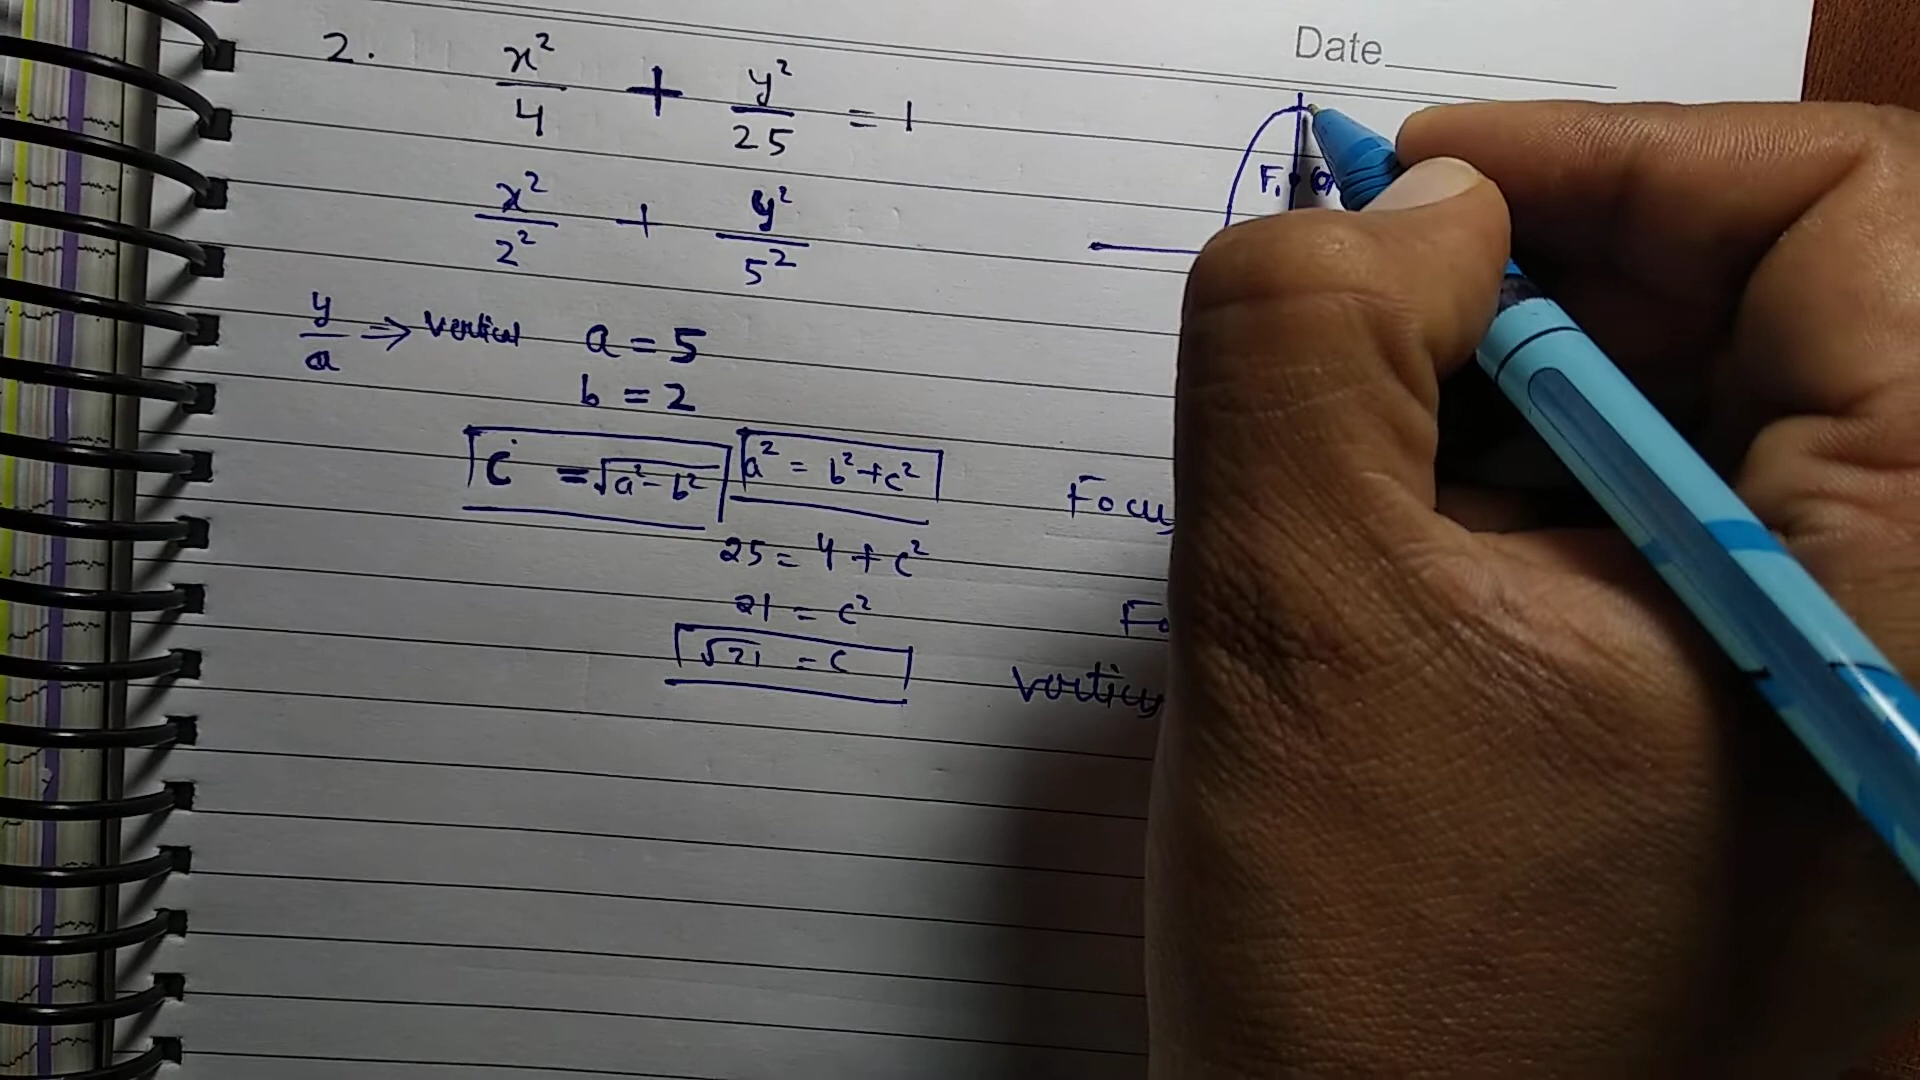 Date
2. x²/4 + y²/25 = 1
x²/2² + y²/5²
F₁
y/a ⇒ vertical a = 5
b = 2
c = √a²-b² a² = b²+c²
Focus
25 = 4 + c²
21 = c²
√21 = c